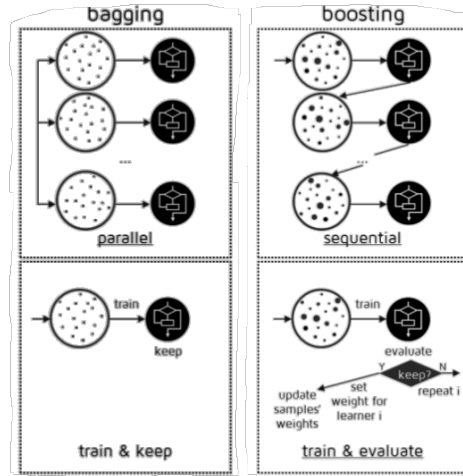 bagging
...
parallel
train
keep
train & keep
boosting
...
sequential
train
evaluate
Y
keep?
N
update
samples'
weights
set
weight for
learner i
repeat i
train & evaluate